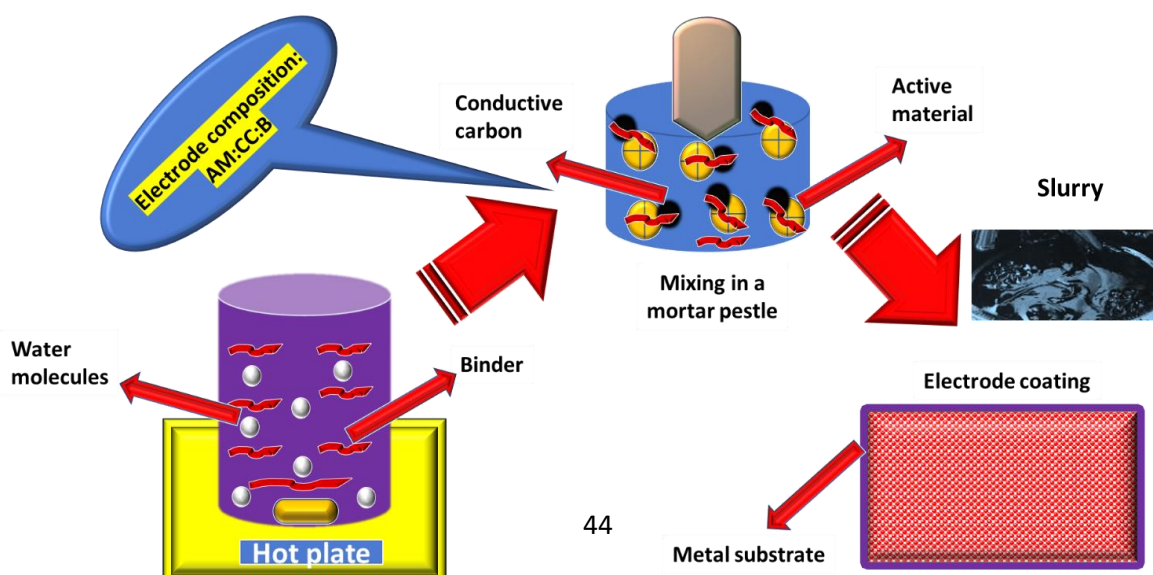 Electrode composition:
AM:CC:B
Conductive
carbon
Active
material
Slurry
Mixing in a
mortar pestle
Water
molecules
Binder
Hot plate
Electrode coating
Metal substrate
44